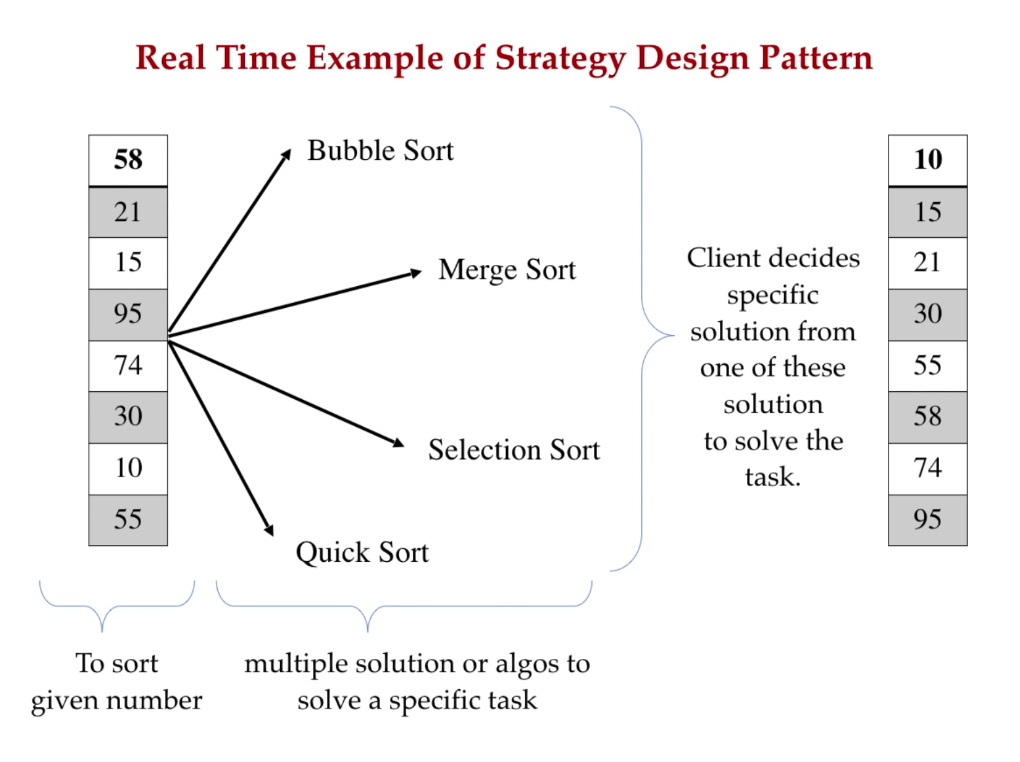 Real Time Example of Strategy Design Pattern
58
21
15
95
74
30
10
55
Bubble Sort
Merge Sort
Selection Sort
Quick Sort
Client decides
specific
solution from
one of these
solution
to solve the
task.
10
15
21
30
55
58
74
95
To sort
given number
multiple solution or algos to
solve a specific task